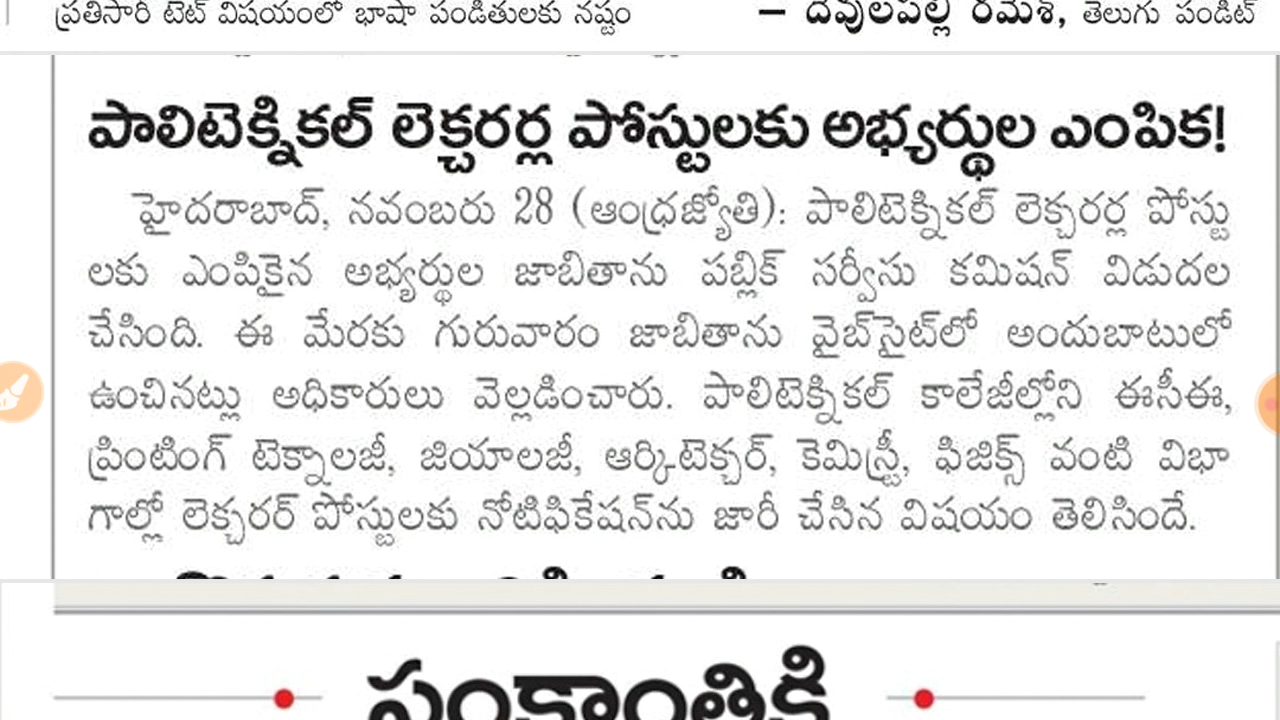 ప్రతిసారీ టెట్ విషయంలో భాషా పండితులకు నష్టం
– దేవులపల్లి రమేశ్, తెలుగు పండిట్
పాలిటెక్నికల్ లెక్చరర్ల పోస్టులకు అభ్యర్థుల ఎంపిక!
హైదరాబాద్, నవంబరు 28 (ఆంధ్రజ్యోతి): పాలిటెక్నికల్ లెక్చరర్ల పోస్టు
లకు ఎంపికైన అభ్యర్థుల జాబితాను పబ్లిక్ సర్వీసు కమిషన్ విడుదల
చేసింది. ఈ మేరకు గురువారం జాబితాను వైబ్‌సైట్‌లో అందుబాటులో
ఉంచినట్లు అధికారులు వెల్లడించారు. పాలిటెక్నికల్ కాలేజీల్లోని ఈసీఈ,
ప్రింటింగ్ టెక్నాలజీ, జియాలజీ, ఆర్కిటెక్చర్, కెమిస్ట్రీ, ఫిజిక్స్ వంటి విభా
గాల్లో లెక్చరర్ పోస్టులకు నోటిఫికేషన్‌ను జారీ చేసిన విషయం తెలిసిందే.
సంక్రాంతికి